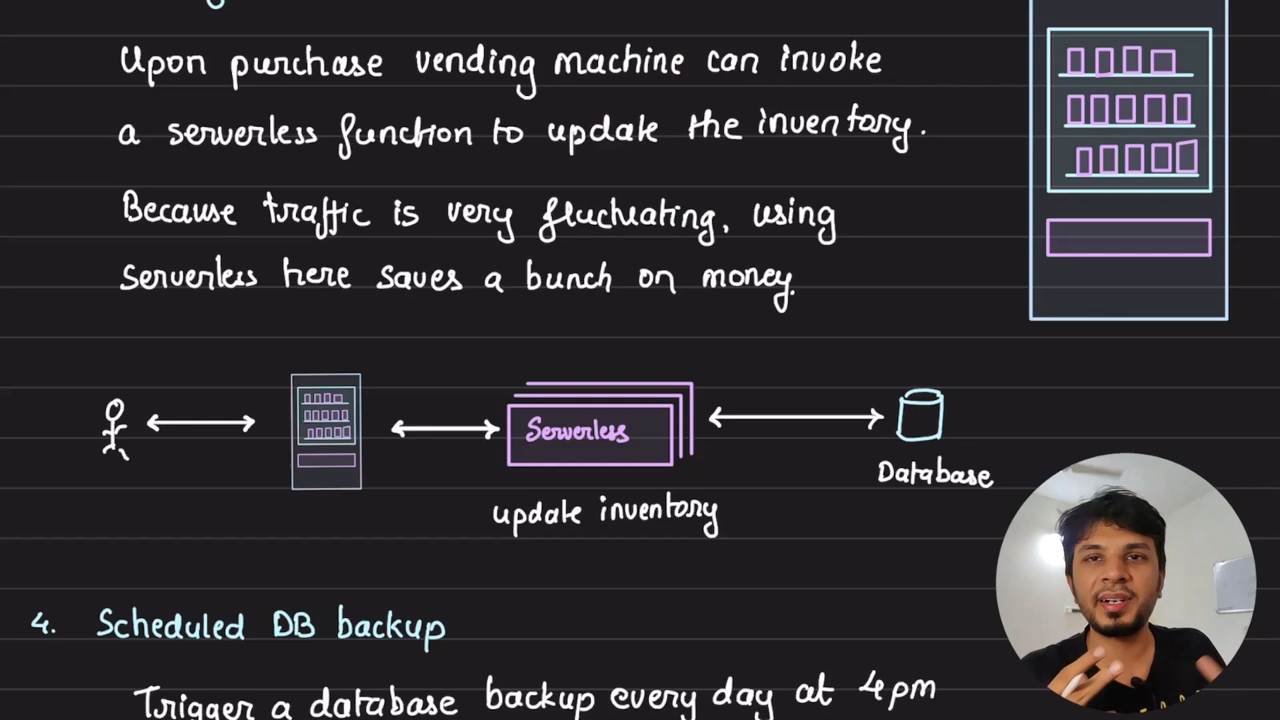 Upon purchase vending machine can invoke
a serverless function to update the inventory.
Because traffic is very fluctuating, using
Serverless here saves a bunch on money.
Serverless
Database
update inventory
4. Scheduled DB backup
Trigger a database backup every day at 4pm